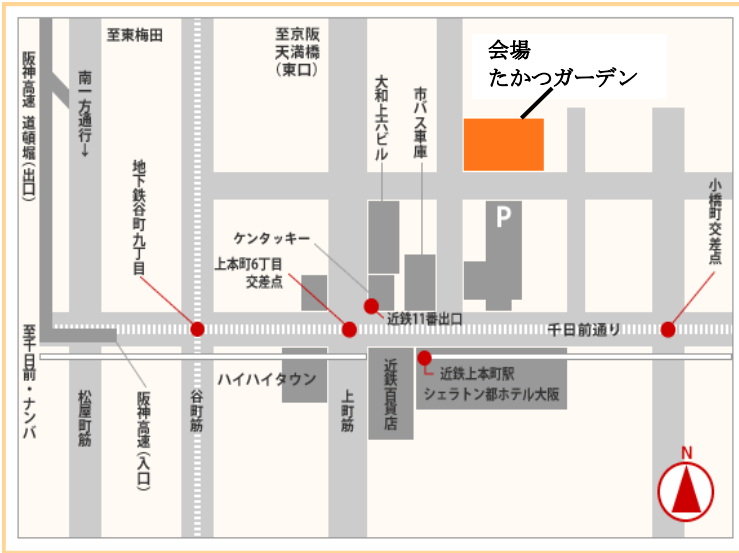 至東梅田
至京阪
天満橋
（東口）
会場
たかつガーデン
阪神高速 道頓堀（出口）
南一方通行→
大和上六ビル
市バス車庫
地下鉄谷町九丁目
小橋町交差点
P
ケンタッキー
上本町6丁目
交差点
近鉄11番出口
千日前通り
至千日前・ナンバ
ハイハイタウン
近鉄百貨店
近鉄上本町駅
シェラトン都ホテル大阪
松屋町筋
阪神高速（入口）
谷町筋
上町筋
N